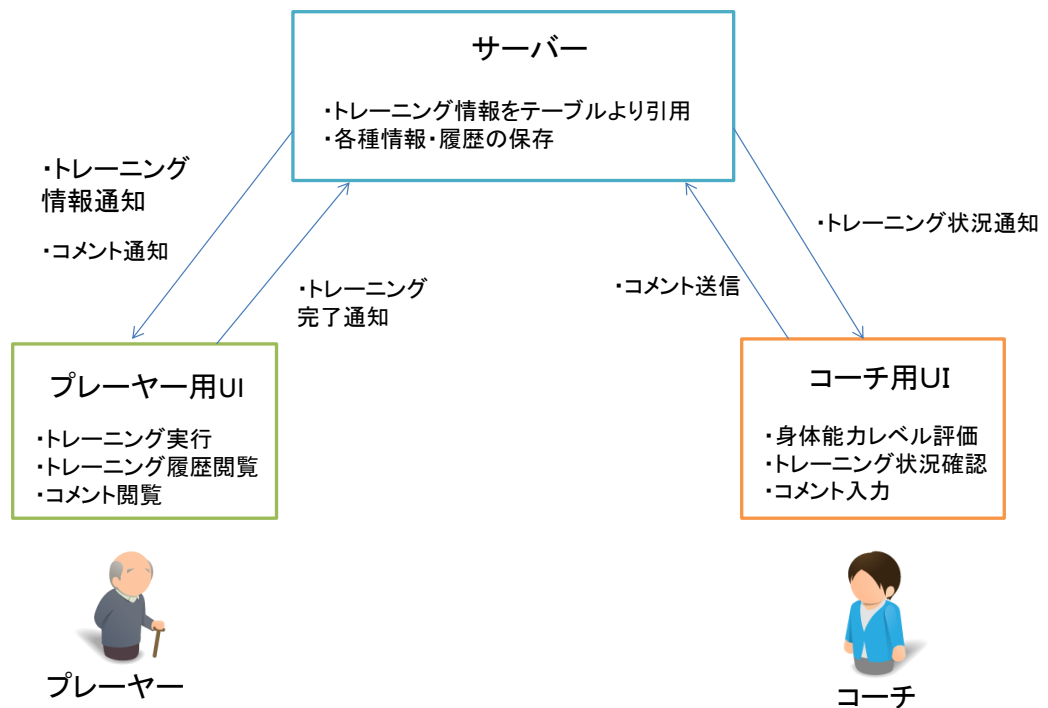 サーバー
・トレーニング情報をテーブルより引用
・各種情報・履歴の保存
・トレーニング
情報通知
・コメント通知
・トレーニング
完了通知
・コメント送信
・トレーニング状況通知
プレーヤー用UI
・トレーニング実行
・トレーニング履歴閲覧
・コメント閲覧
コーチ用UI
・身体能力レベル評価
・トレーニング状況確認
・コメント入力
プレーヤー
コーチ